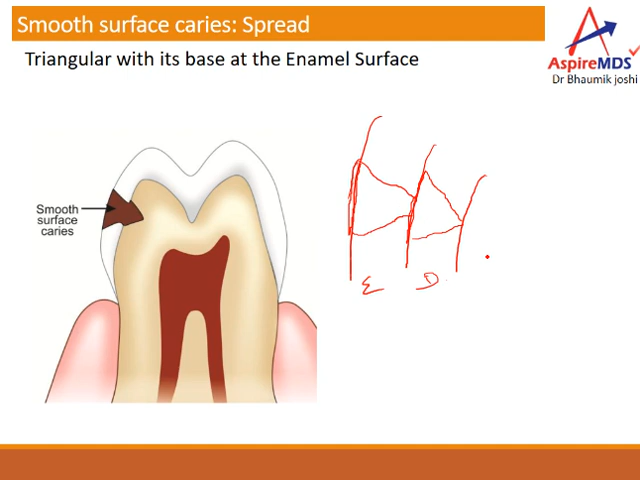 Smooth surface caries: Spread
AspireMDS
Dr Bhaumik joshi
Triangular with its base at the Enamel Surface
Smooth
surface
caries
E D